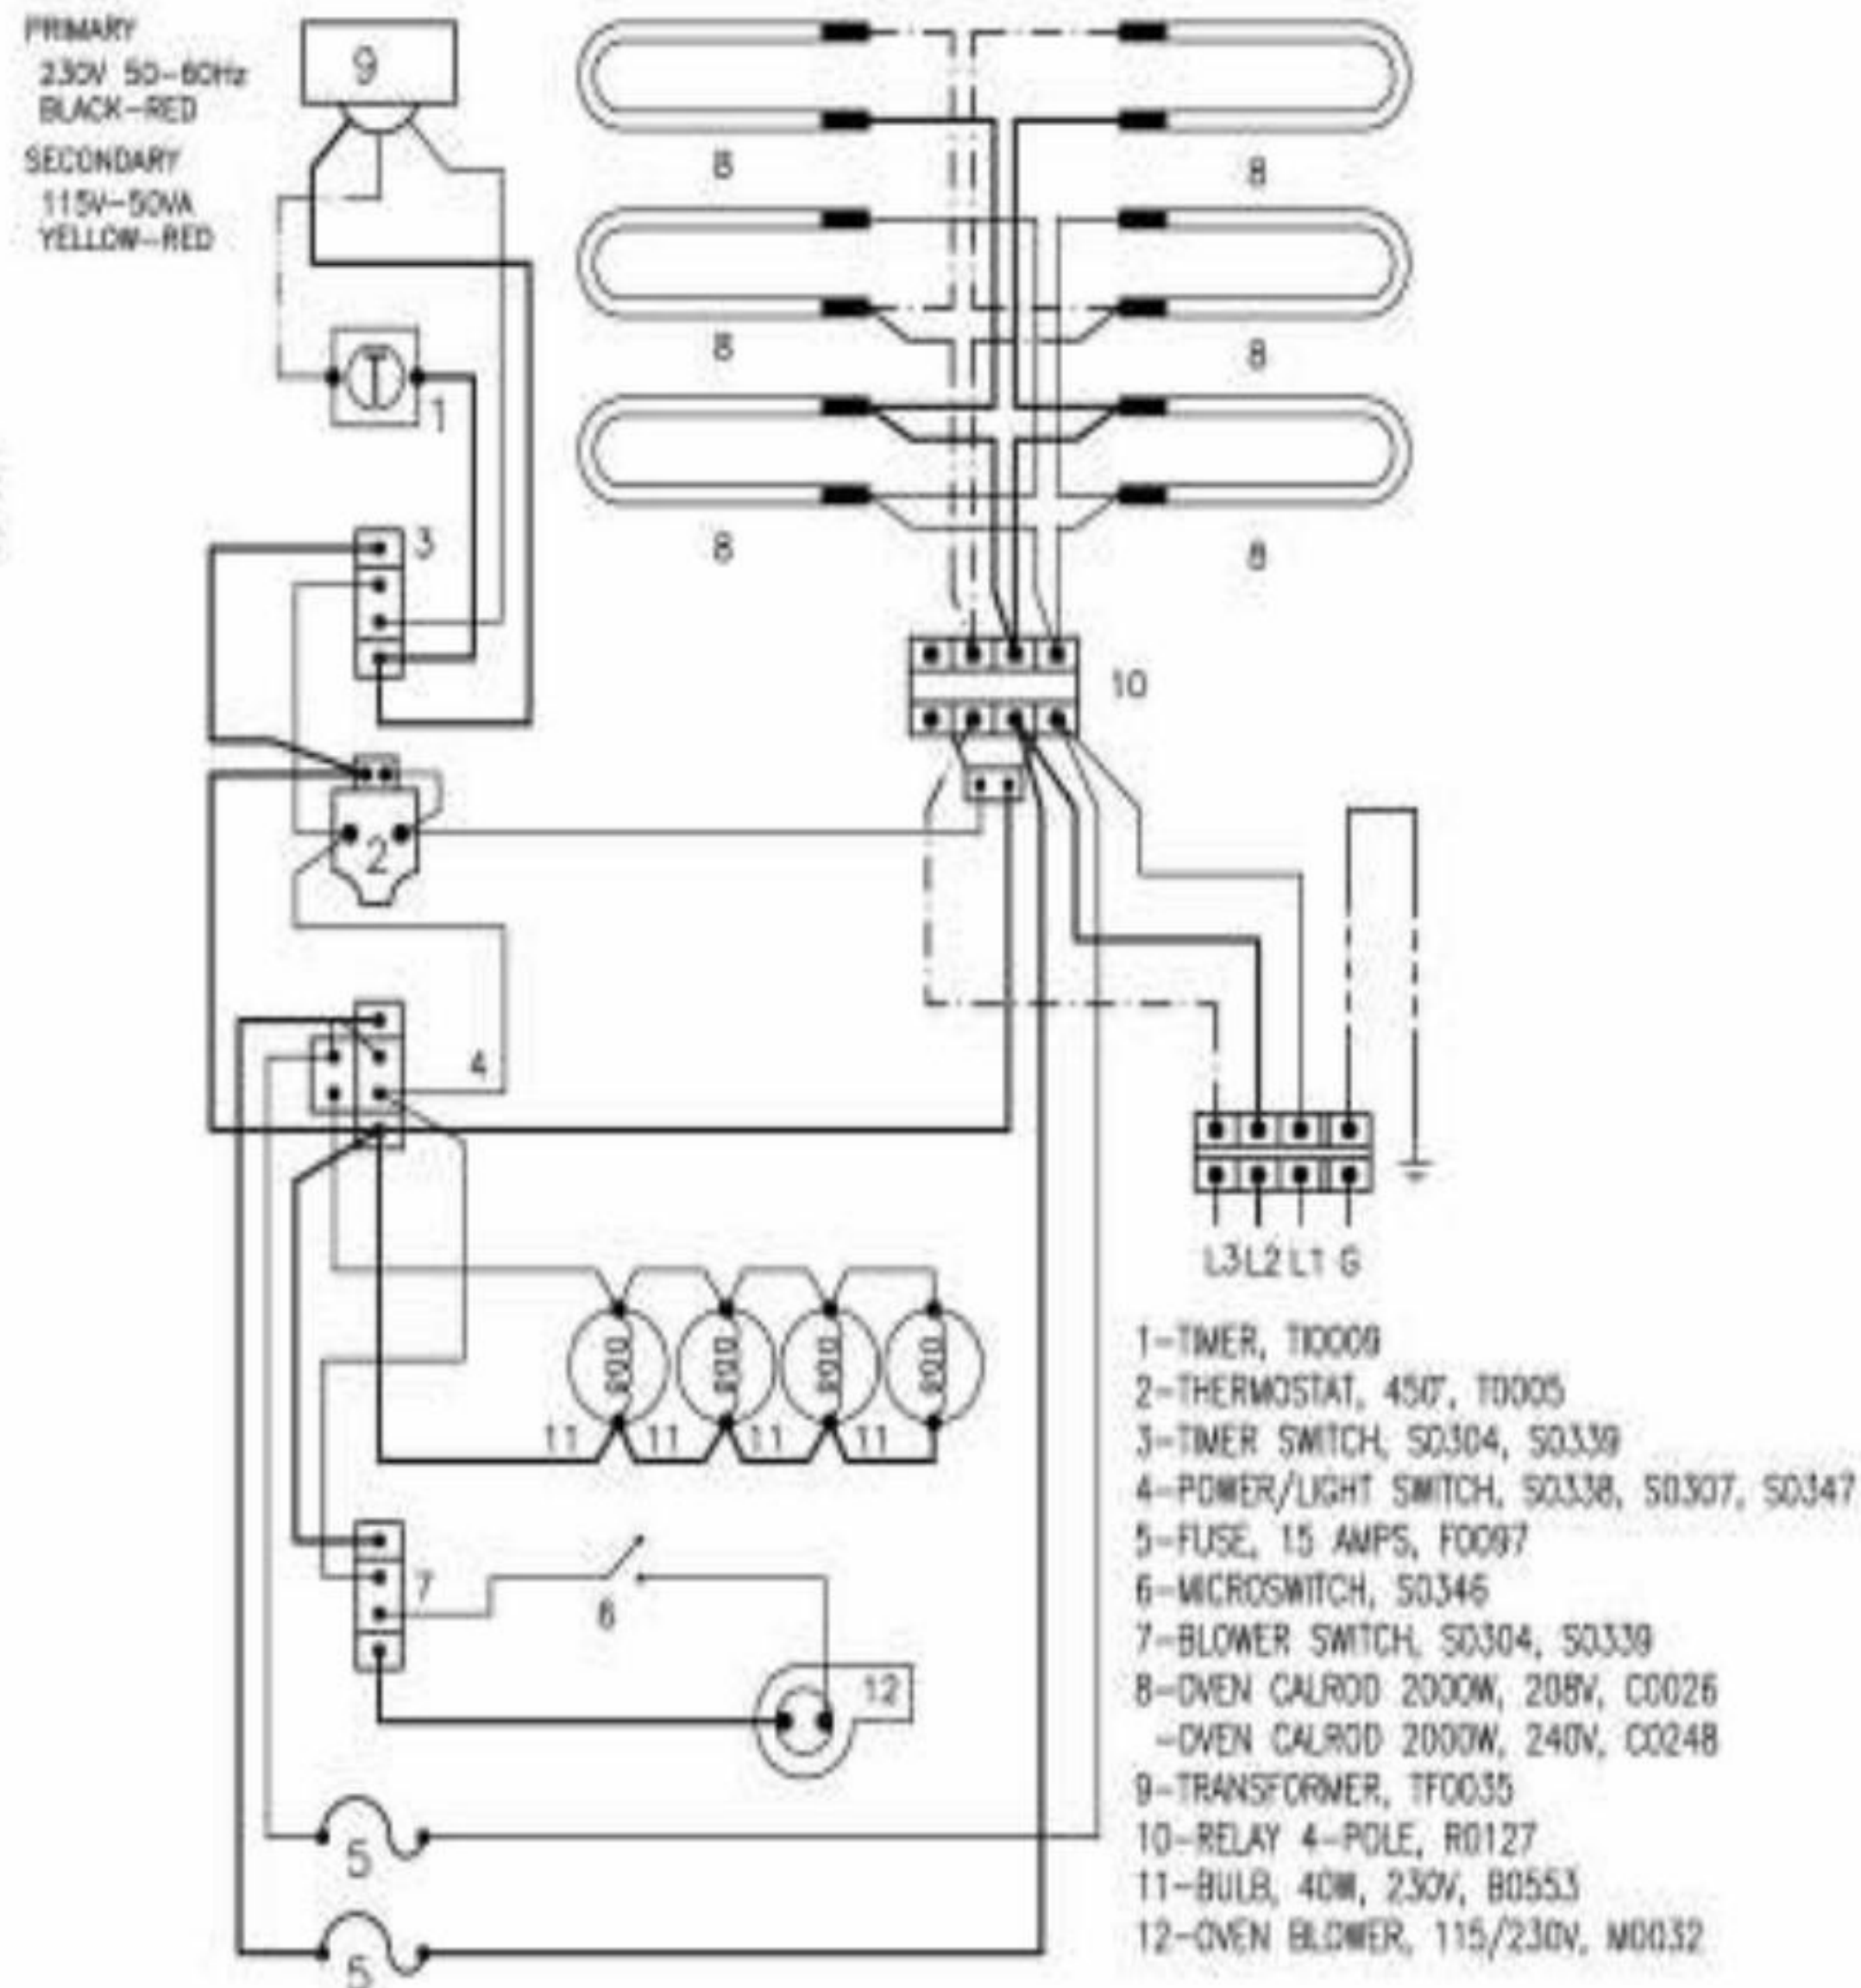 PRIMARY
230V 50-60Hz
BLACK-RED
SECONDARY
115V-50VA
YELLOW-RED
9
8
8
8
8
1
3
8
8
10
2
4
L3 L2 L1 G
11
11
11
11
7
6
12
5
5
1-TIMER, TI0009
2-THERMOSTAT, 450°, T0005
3-TIMER SWITCH, S0304, S0339
4-POWER/LIGHT SWITCH, S0338, S0307, S0347
5-FUSE, 15 AMPS, F0097
6-MICROSWITCH, S0346
7-BLOWER SWITCH, S0304, S0339
8-OVEN CALROD 2000W, 208V, C0026
-OVEN CALROD 2000W, 240V, C0248
9-TRANSFORMER, TF0035
10-RELAY 4-POLE, R0127
11-BULB, 40W, 230V, B0553
12-OVEN BLOWER, 115/230V, M0032